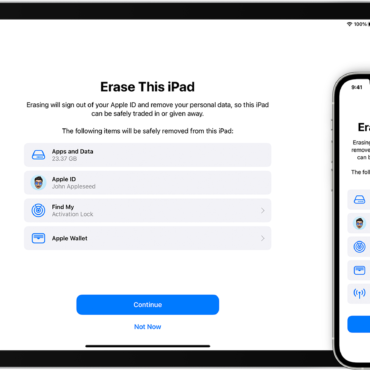 100%
Erase This iPad
Erasing will sign out of your Apple ID and remove your personal data, so this iPad
can be safely traded in or given away.
The following items will be safely removed from this iPad:
Apps and Data
23.37 GB
Apple ID
John Appleseed
Find My
Activation Lock
Apple Wallet
Continue
Not Now
9:41
Era
Erasing
remove
can b
The follo